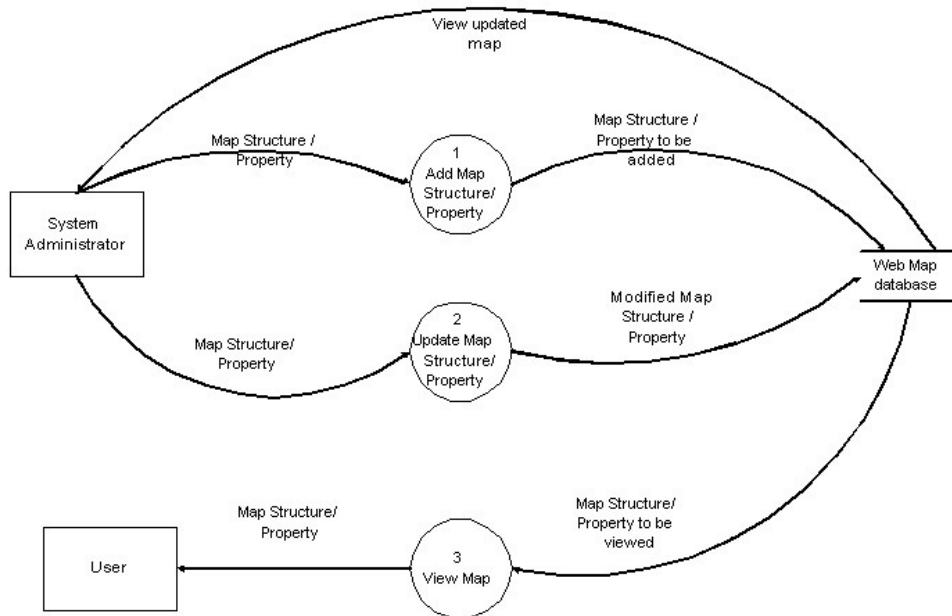 View updated
map
Map Structure /
Property
Map Structure /
Property to be
added
1
Add Map
Structure/
Property
System
Administrator
Web Map
database
Modified Map
Structure /
Property
2
Update Map
Structure/
Property
Map Structure/
Property
Map Structure/
Property
Map Structure/
Property to be
viewed
User
3
View Map